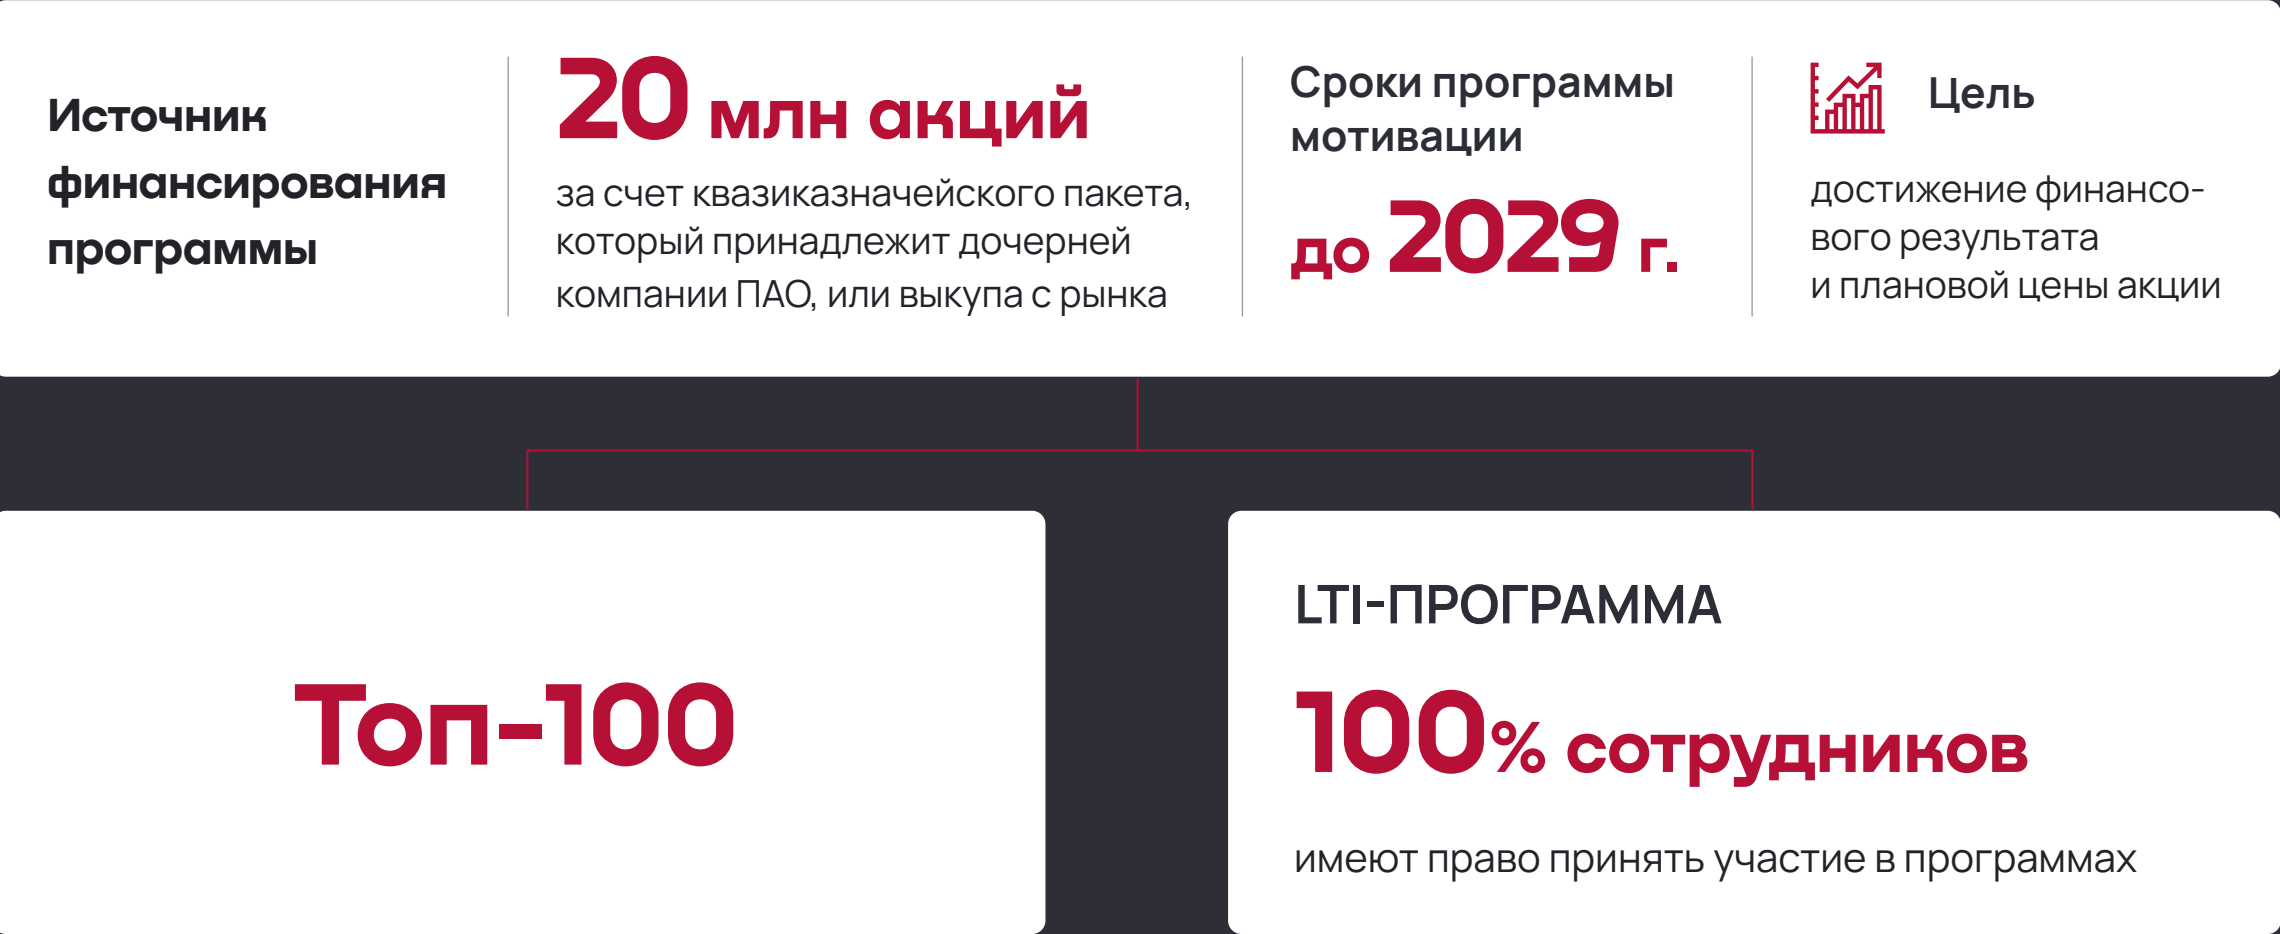 Источник
финансирования
программы
20 млн акций
за счет квазиказначейского пакета,
который принадлежит дочерней
компании ПАО, или выкупа с рынка
Сроки программы
мотивации
до 2029 г.
Цель
достижение финансо-
вого результата
и плановой цены акции
Топ-100
LTI-ПРОГРАММА
100% сотрудников
имеют право принять участие в программах